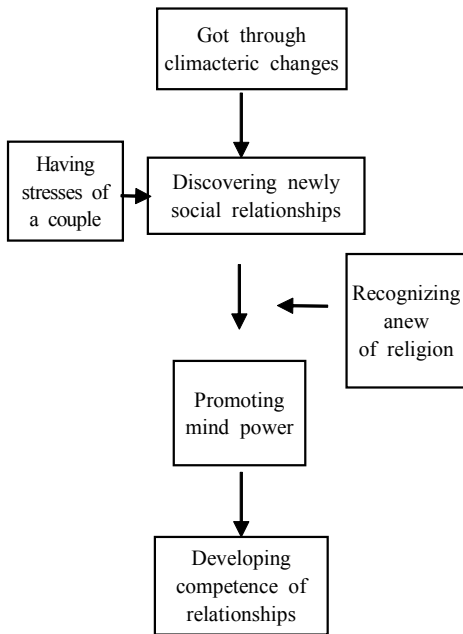 Got through
climacteric changes
Having
stresses of
a couple
Discovering newly
social relationships
Recognizing
anew
of religion
Promoting
mind power
Developing
competence of
relationships